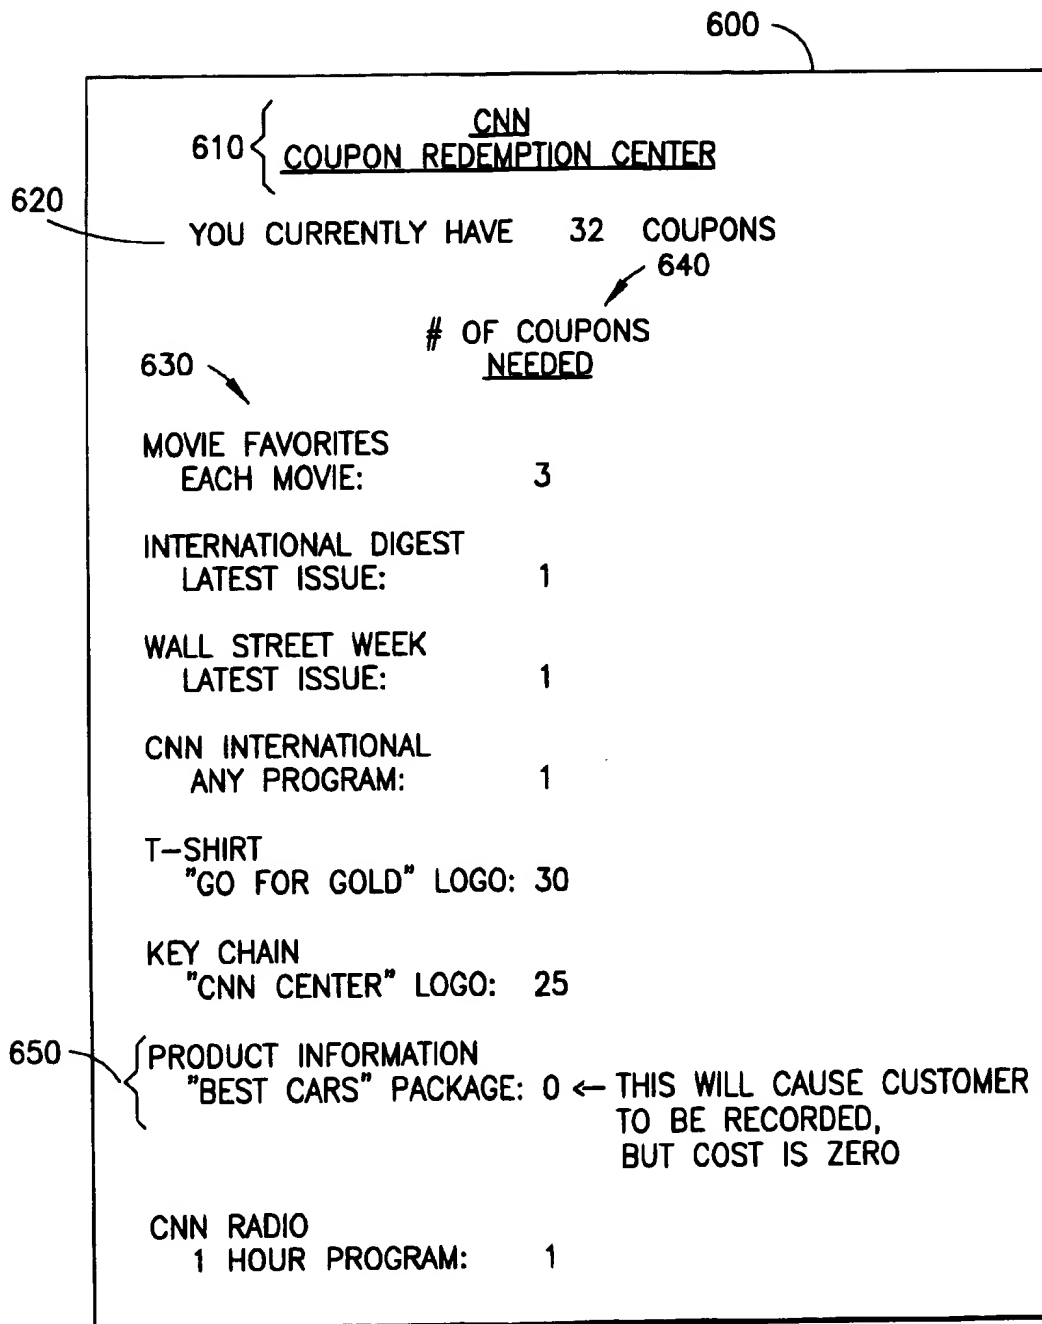 600
610 CNN
COUPON REDEMPTION CENTER
620
YOU CURRENTLY HAVE 32 COUPONS
640
# OF COUPONS
NEEDED
630
MOVIE FAVORITES
EACH MOVIE: 3
INTERNATIONAL DIGEST
LATEST ISSUE: 1
WALL STREET WEEK
LATEST ISSUE: 1
CNN INTERNATIONAL
ANY PROGRAM: 1
T-SHIRT
"GO FOR GOLD" LOGO: 30
KEY CHAIN
"CNN CENTER" LOGO: 25
650 PRODUCT INFORMATION
"BEST CARS" PACKAGE: 0 ← THIS WILL CAUSE CUSTOMER
TO BE RECORDED,
BUT COST IS ZERO
CNN RADIO
1 HOUR PROGRAM: 1